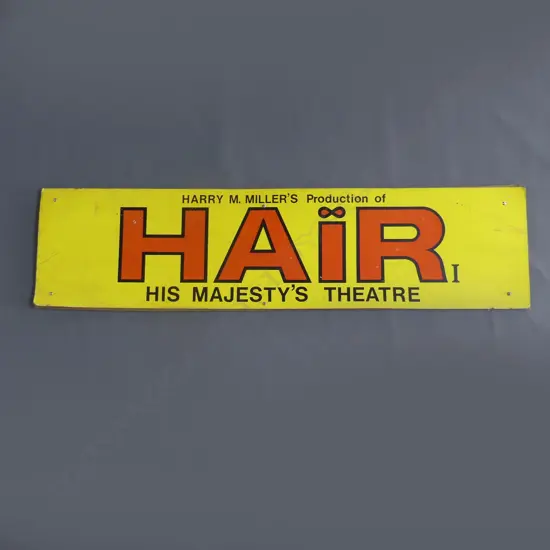 HARRY M. MILLER'S Production of
HAïR I
HIS MAJESTY'S THEATRE